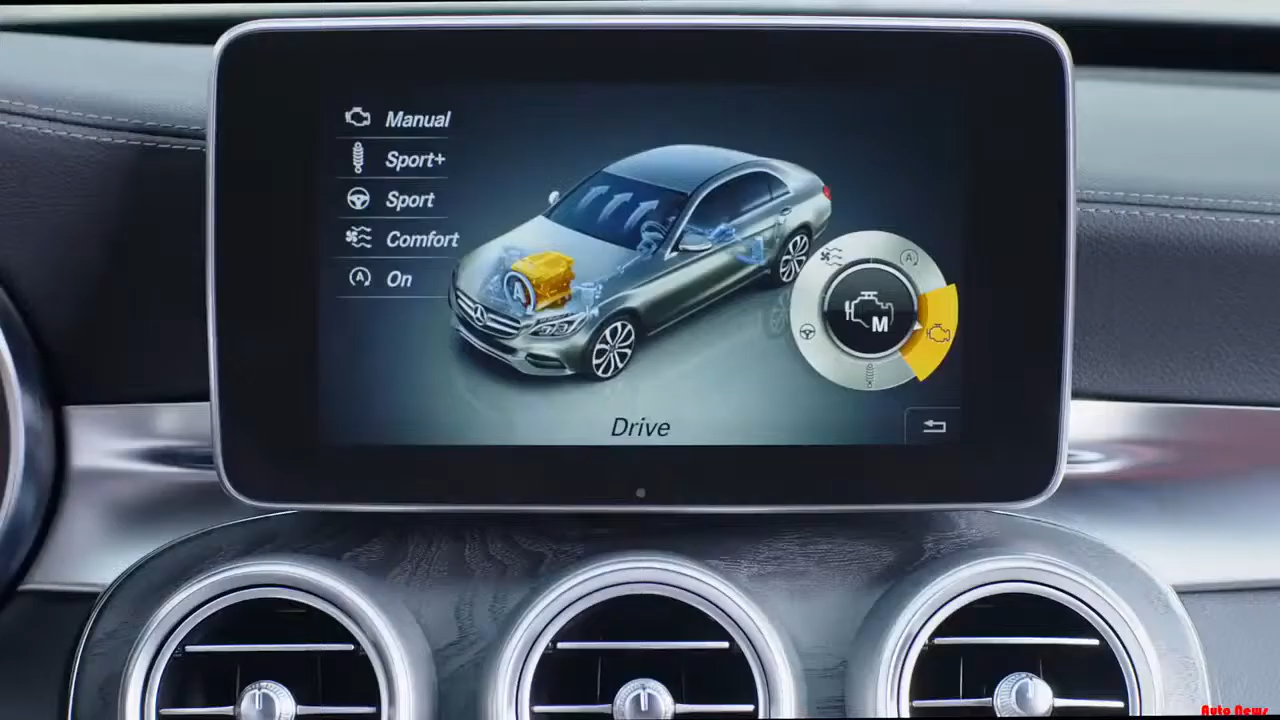 Manual
Sport+
Sport
Comfort
A On
A
A
M
Drive
Auto News